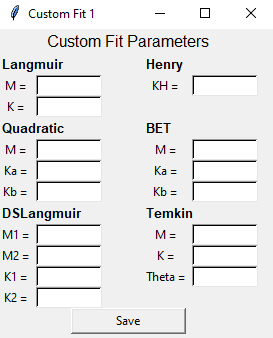 Custom Fit 1
Custom Fit Parameters
Langmuir Henry
M = KH =
K =
Quadratic BET
M = M =
Ka = Ka =
Kb = Kb =
DSLangmuir Temkin
M1 = M =
M2 = K =
K1 = Theta =
K2 =
Save